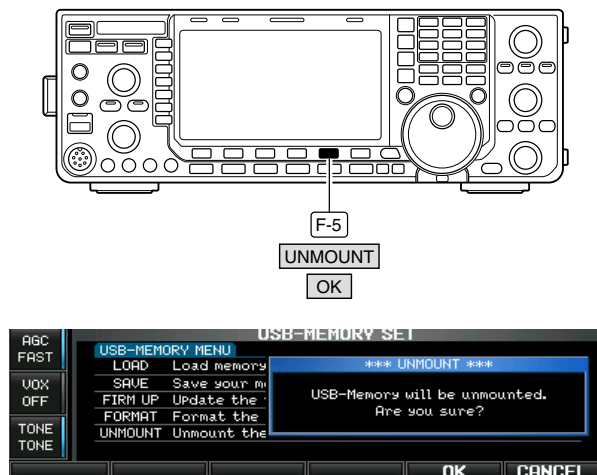 F-5
UNMOUNT
OK
USB-MEMORY SET
AGC
FAST
VOX
OFF
TONE
TONE
USB-MEMORY MENU
LOAD Load memory
SAVE Save your
FIRM UP Update the
FORMAT Format the
UNMOUNT Unmount the
*** UNMOUNT ***
USB-Memory will be unmounted.
Are you sure?
OK CANCEL